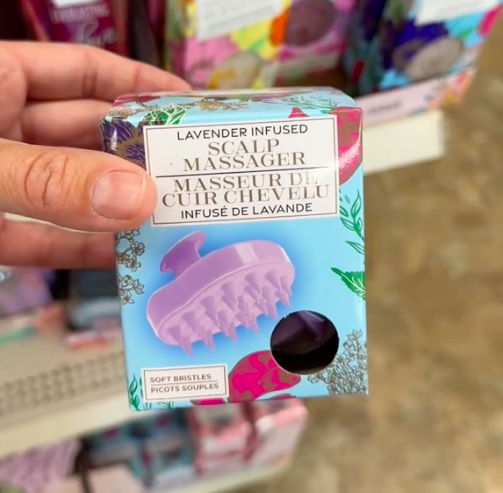 LAVENDER INFUSED
SCALP
MASSAGER
MASSEUR DE
CUIR CHEVELU
INFUSÉ DE LAVANDE
SOFT BRISTLES
PICOTS SOUPLES